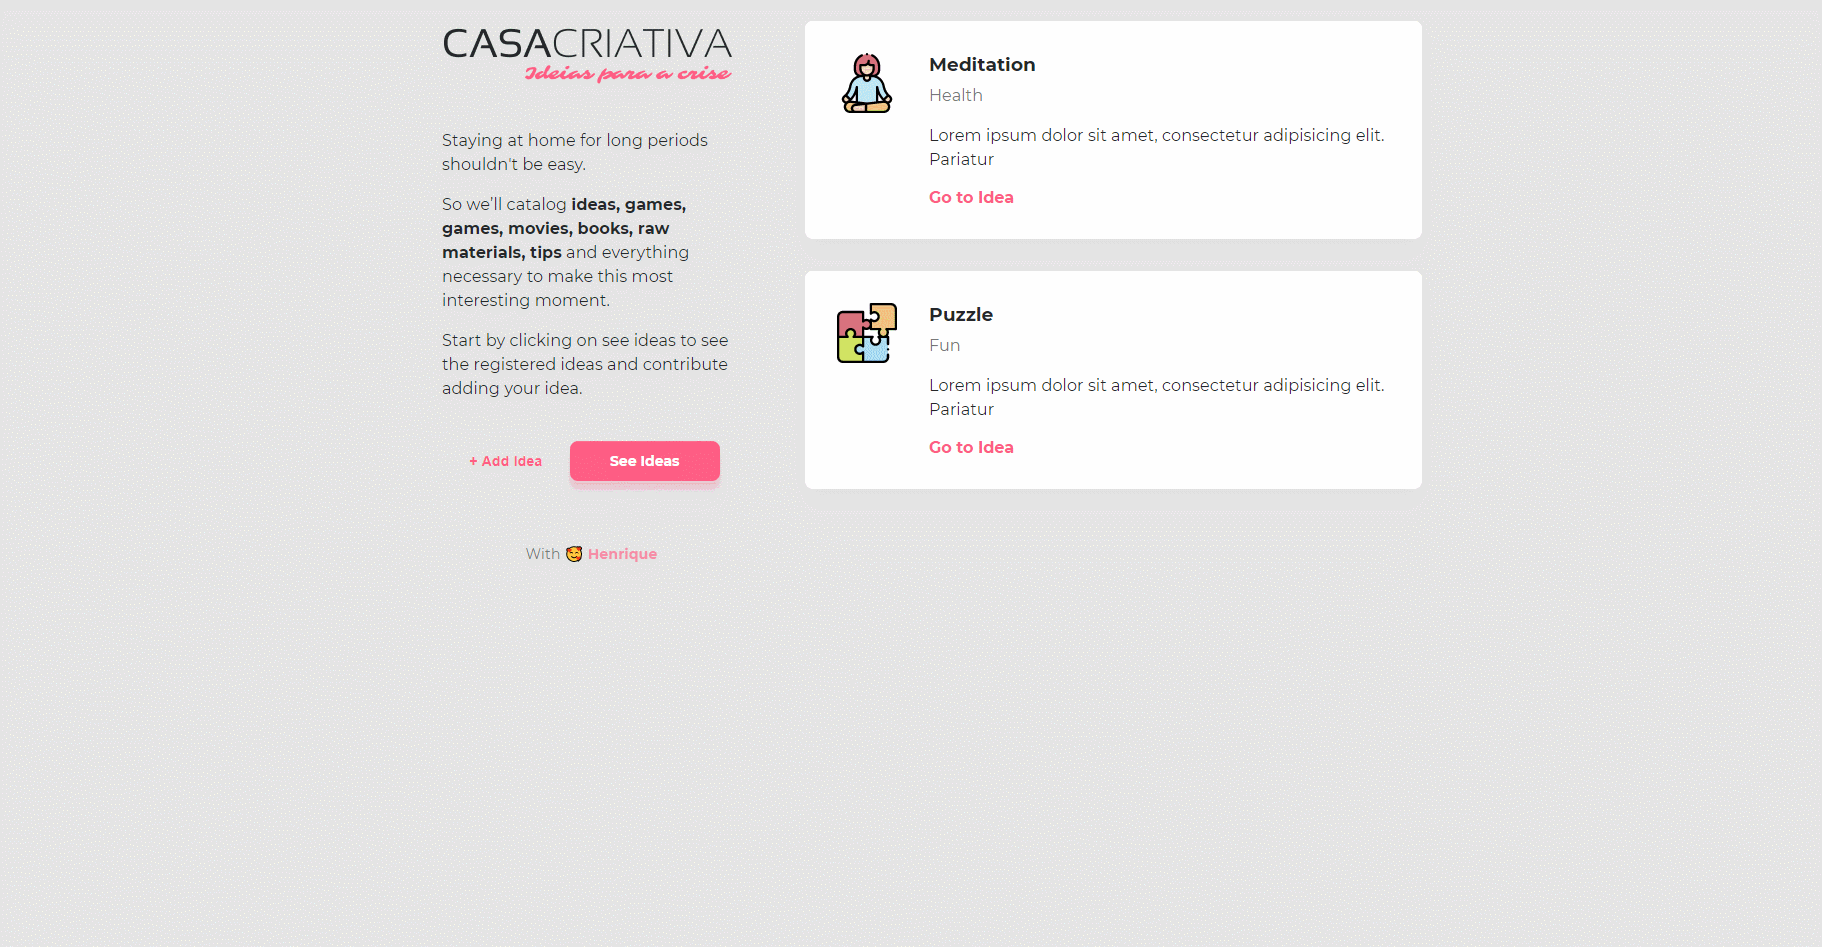 CASACRIATIVA
Ideias para a crise
Staying at home for long periods
shouldn't be easy.
So we'll catalog ideas, games,
games, movies, books, raw
materials, tips and everything
necessary to make this most
interesting moment.
Start by clicking on see ideas to see
the registered ideas and contribute
adding your idea.
+ Add Idea
See Ideas
With 🥰 Henrique
Meditation
Health
Lorem ipsum dolor sit amet, consectetur adipisicing elit.
Pariatur
Go to Idea
Puzzle
Fun
Lorem ipsum dolor sit amet, consectetur adipisicing elit.
Pariatur
Go to Idea